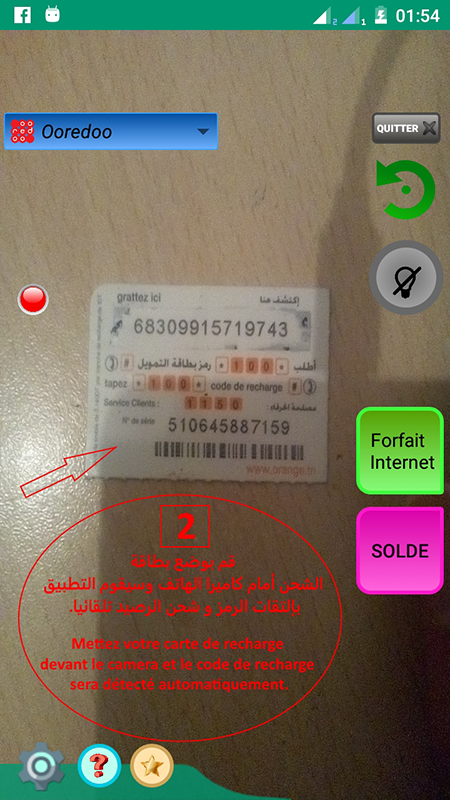 01:54
Ooredoo
QUITTER
grattez ici إكتشف هنا
68309915719743
أطلب *100* رمز بطاقة التمويل #
tapez *100* code de recharge #
Service Clients : 1150 مصلحة الحرفاء:
N° de série 510645887159
www.orange.tn
Forfait
Internet
SOLDE
2
قم بوضع بطاقة
الشحن أمام كاميرا الهاتف وسيقوم التطبيق
بإلتقات الرمز و شحن الرصيد تلقائيا.
Mettez votre carte de recharge
devant le camera et le code de recharge
sera détecté automatiquement.